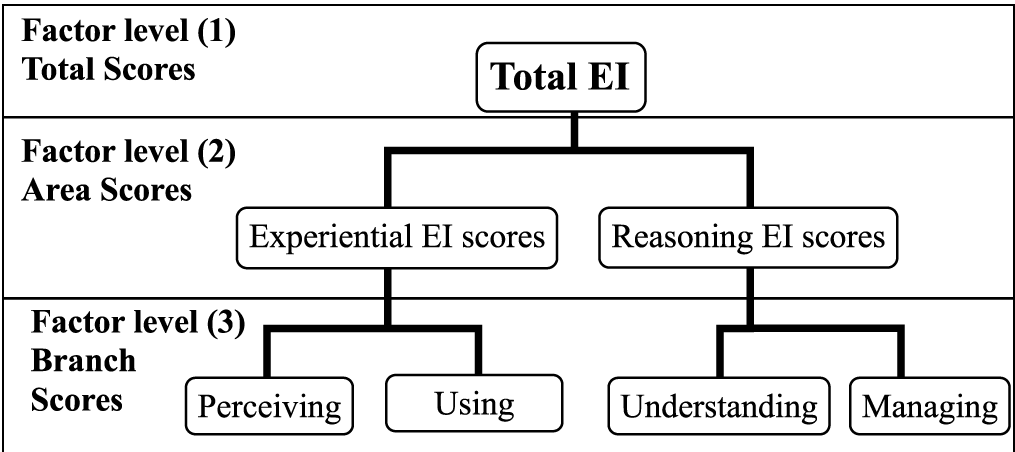 Factor level (1)
Total Scores
Total EI
Factor level (2)
Area Scores
Experiential EI scores
Reasoning EI scores
Factor level (3)
Branch
Scores
Perceiving
Using
Understanding
Managing